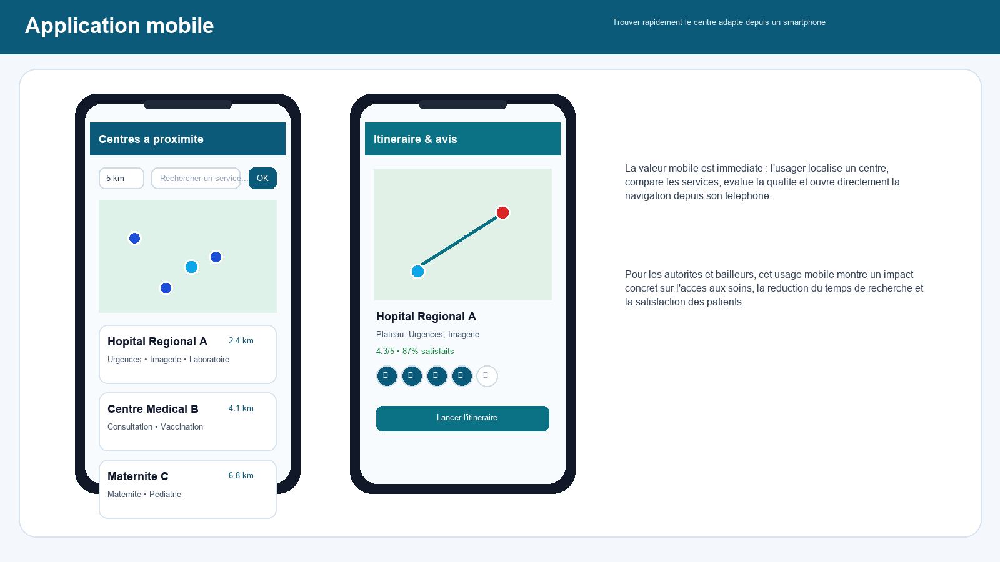 Application mobile
Trouver rapidement le centre adapte depuis un smartphone
Centres a proximite
5 km
Rechercher un service...
OK
Hopital Regional A
2.4 km
Urgences • Imagerie • Laboratoire
Centre Medical B
4.1 km
Consultation • Vaccination
Maternite C
6.8 km
Maternite • Pediatrie
Itineraire & avis
Hopital Regional A
Plateau: Urgences, Imagerie
4.3/5 • 87% satisfaits
Lancer l'itineraire
La valeur mobile est immediate : l'usager localise un centre,
compare les services, evalue la qualite et ouvre directement la
navigation depuis son telephone.
Pour les autorites et bailleurs, cet usage mobile montre un impact
concret sur l'acces aux soins, la reduction du temps de recherche et
la satisfaction des patients.